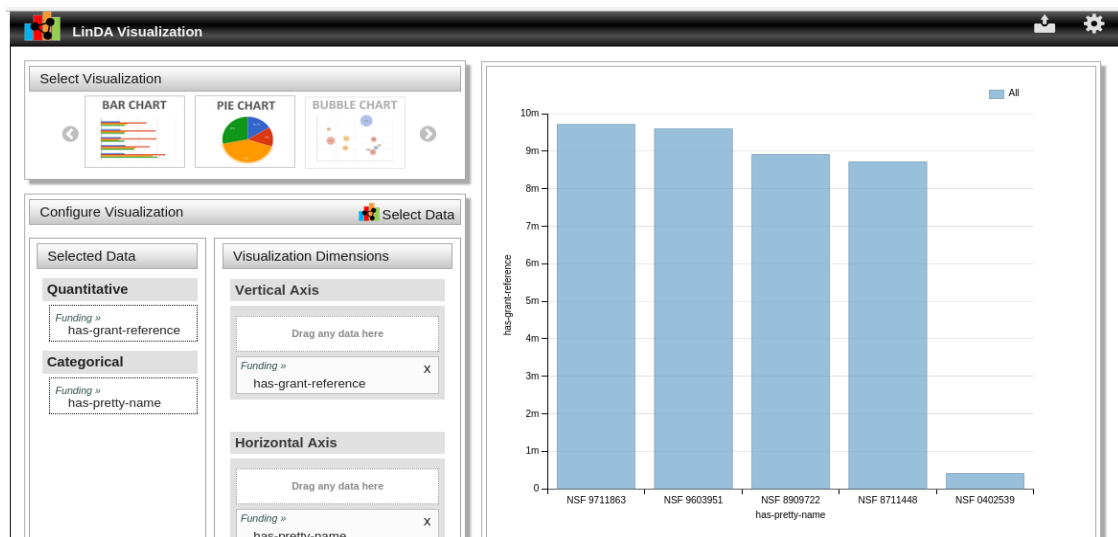 LinDA Visualization
Select Visualization
BAR CHART
PIE CHART
BUBBLE CHART
Configure Visualization
Select Data
Selected Data
Quantitative
Funding »
has-grant-reference
Categorical
Funding »
has-pretty-name
Visualization Dimensions
Vertical Axis
Drag any data here
Funding »
x
has-grant-reference
Horizontal Axis
Drag any data here
Funding »
x
has-pretty-name
All
10m
9m
8m
7m
6m
5m
4m
3m
2m
1m
0
has-grant-reference
NSF 9711863 NSF 9603951 NSF 8909722 NSF 8711448 NSF 0402539
has-pretty-name